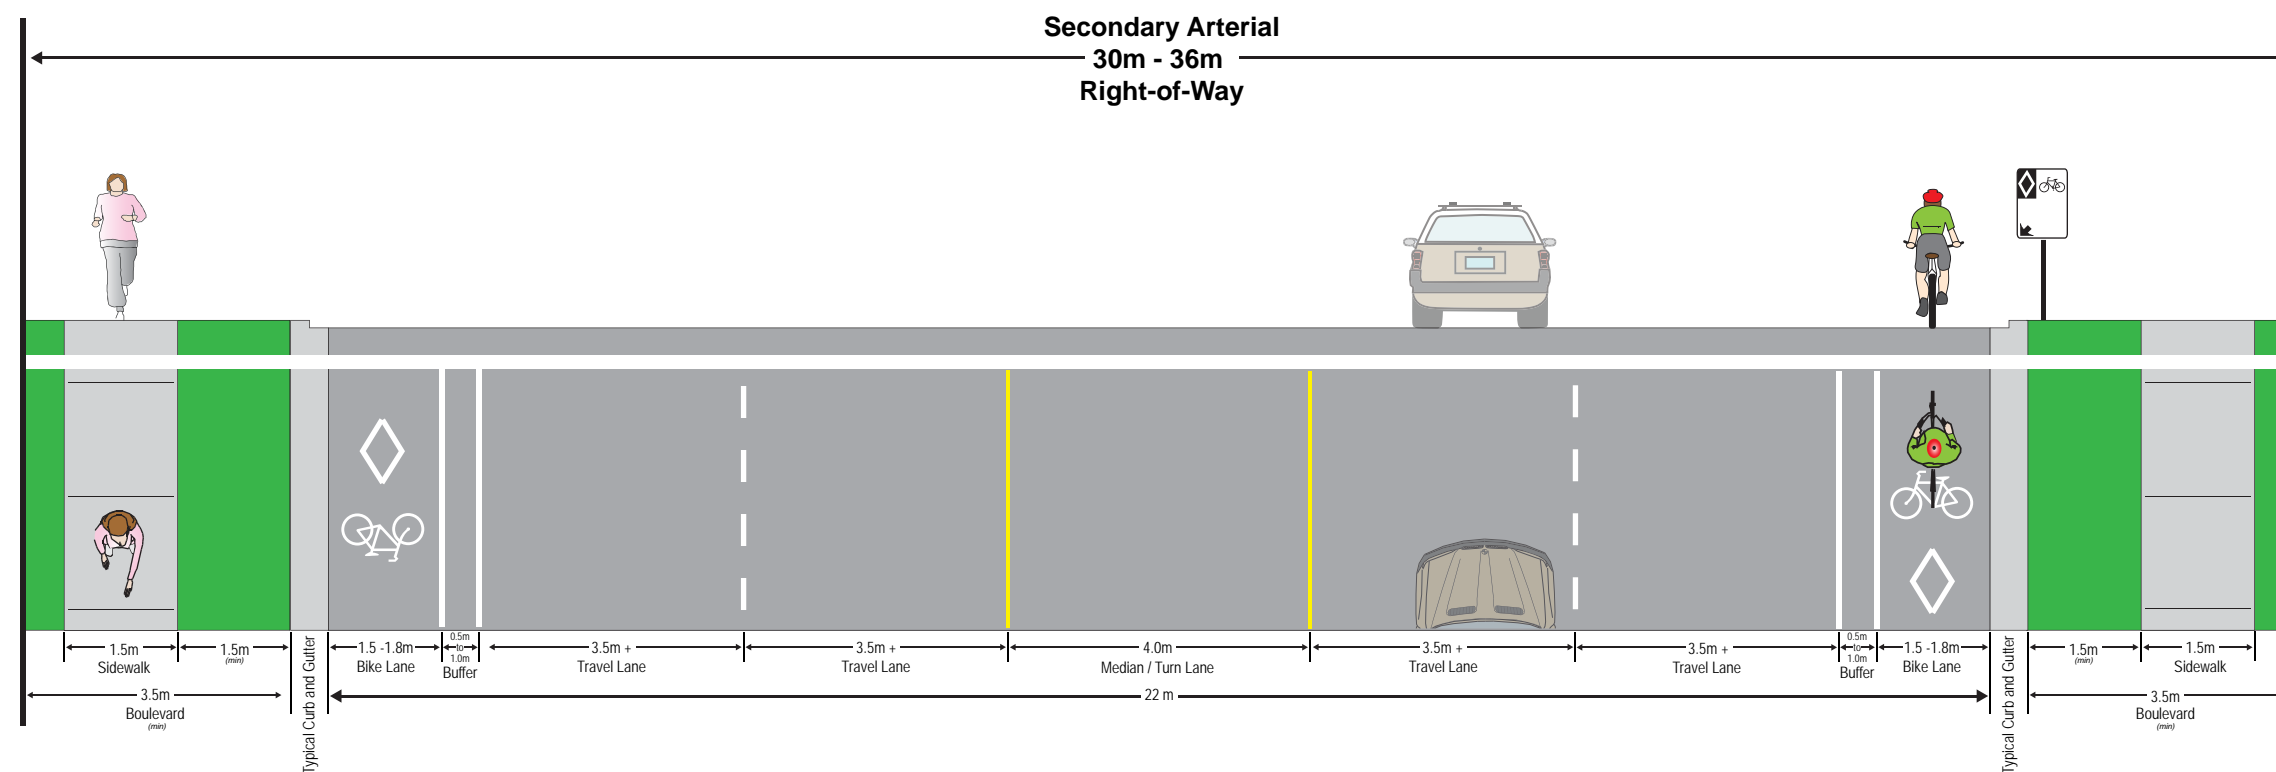 Secondary Arterial
30m - 36m
Right-of-Way
1.5m
Sidewalk
1.5m
(min)
3.5m
Boulevard
(min)
Typical Curb and Gutter
1.5 -1.8m
Bike Lane
0.5m
to
1.0m
Buffer
3.5m +
Travel Lane
3.5m +
Travel Lane
4.0m
Median / Turn Lane
3.5m +
Travel Lane
3.5m +
Travel Lane
0.5m
to
1.0m
Buffer
1.5 -1.8m
Bike Lane
22 m
Typical Curb and Gutter
1.5m
(min)
1.5m
Sidewalk
3.5m
Boulevard
(min)